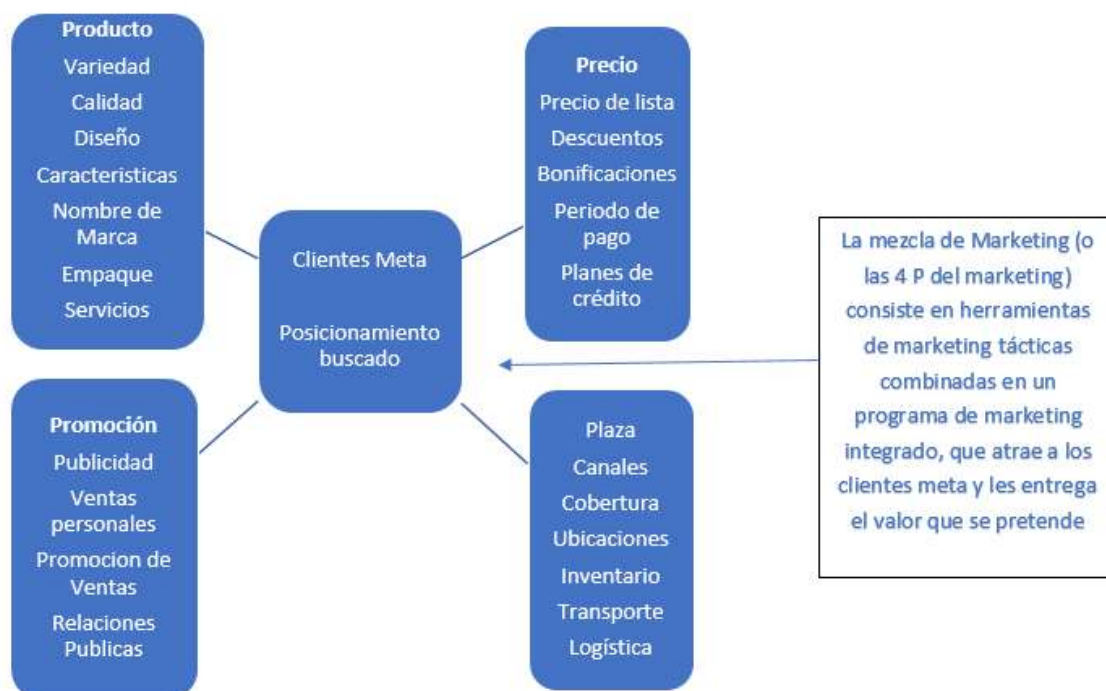 Producto
Variedad
Calidad
Diseño
Caracteristicas
Nombre de
Marca
Empaque
Servicios
Precio
Precio de lista
Descuentos
Bonificaciones
Periodo de
pago
Planes de
crédito
Clientes Meta
Posicionamiento
buscado
Promoción
Publicidad
Ventas
personales
Promocion de
Ventas
Relaciones
Publicas
Plaza
Canales
Cobertura
Ubicaciones
Inventario
Transporte
Logística
La mezcla de Marketing (o
las 4 P del marketing)
consiste en herramientas
de marketing tácticas
combinadas en un
programa de marketing
integrado, que atrae a los
clientes meta y les entrega
el valor que se pretende